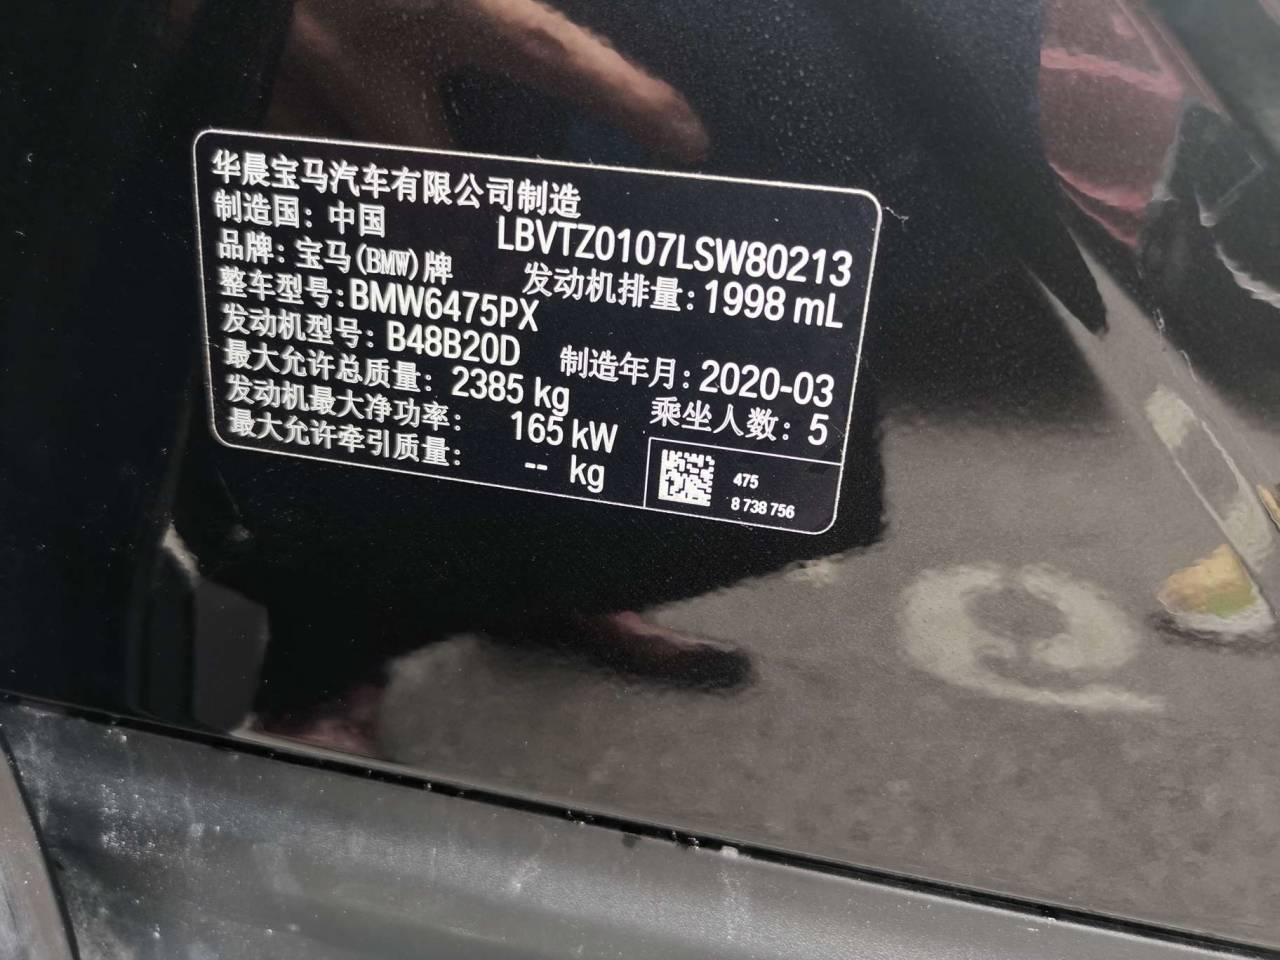 华晨宝马汽车有限公司制造
制造国：中国
LBVTZ0107LSW80213
品牌：宝马(BMW)牌
发动机排量：1998 mL
整车型号：BMW6475PX
发动机型号：B48B20D
制造年月：2020-03
最大允许总质量：2385 kg
乘坐人数：5
发动机最大净功率：165 kW
最大允许牵引质量：-- kg
475
8 738 756